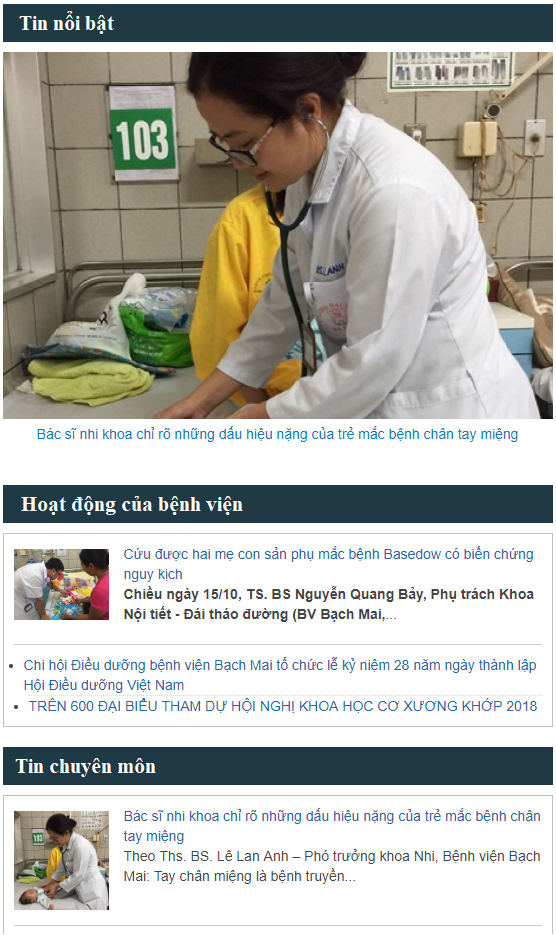 Tin nổi bật
103
BS LANH
Bác sĩ nhi khoa chỉ rõ những dấu hiệu nặng của trẻ mắc bệnh chân tay miệng
Hoạt động của bệnh viện
Cứu được hai mẹ con sản phụ mắc bệnh Basedow có biến chứng
nguy kịch
Chiều ngày 15/10, TS. BS Nguyễn Quang Bảy, Phụ trách Khoa
Nội tiết - Đái tháo đường (BV Bạch Mai,...
Chi hội Điều dưỡng bệnh viện Bạch Mai tổ chức lễ kỷ niệm 28 năm ngày thành lập
Hội Điều dưỡng Việt Nam
TRÊN 600 ĐẠI BIỂU THAM DỰ HỘI NGHỊ KHOA HỌC CƠ XƯƠNG KHỚP 2018
Tin chuyên môn
Bác sĩ nhi khoa chỉ rõ những dấu hiệu nặng của trẻ mắc bệnh chân
tay miệng
Theo Ths. BS. Lê Lan Anh – Phó trưởng khoa Nhi, Bệnh viện Bạch
Mai: Tay chân miệng là bệnh truyền...
103